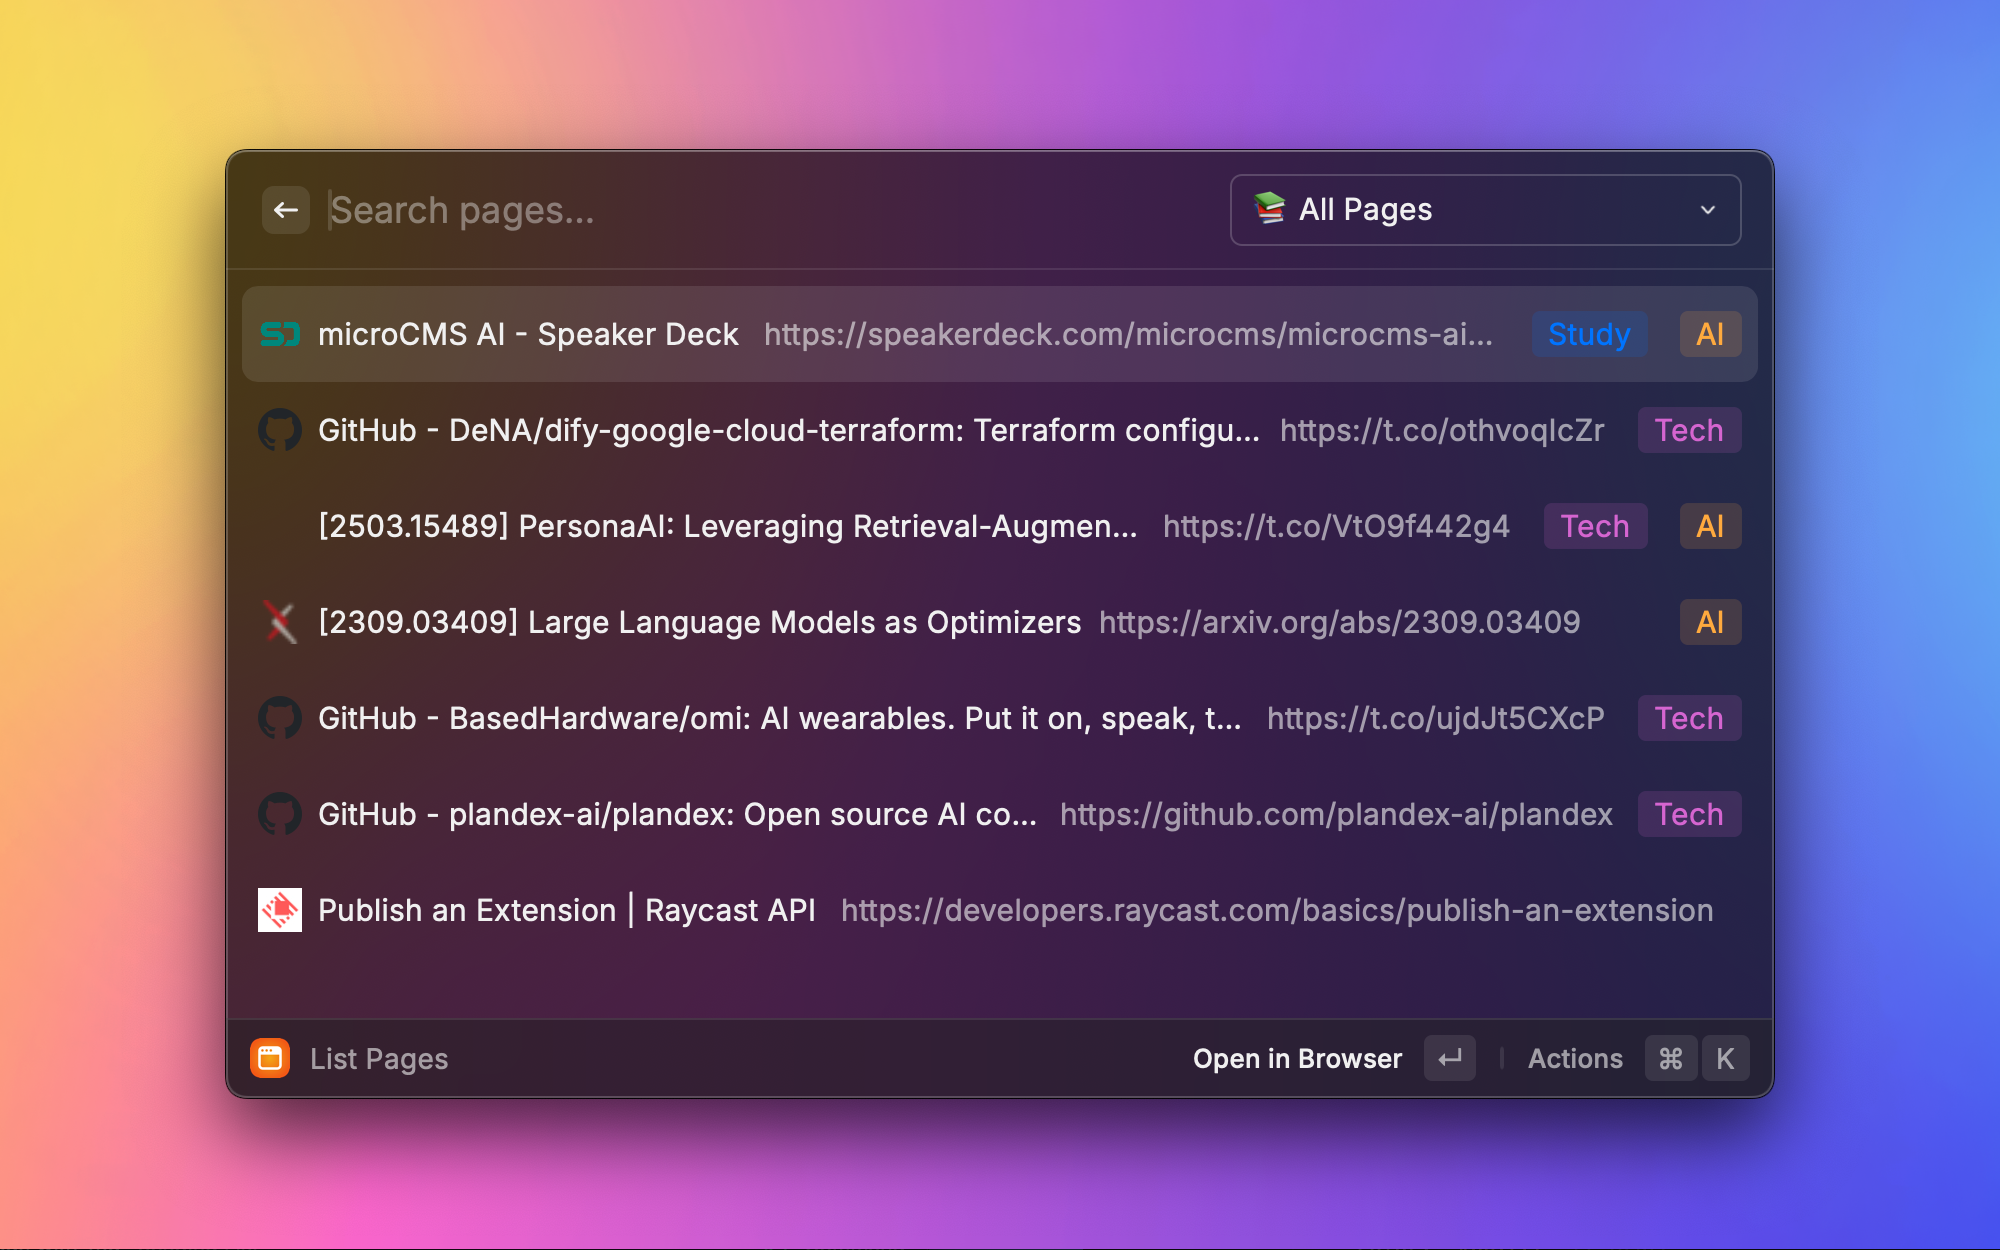 Search pages...
All Pages
microCMS AI - Speaker Deck https://speakerdeck.com/microcms/microcms-ai... Study AI
GitHub - DeNA/dify-google-cloud-terraform: Terraform configu... https://t.co/othvoqIcZr Tech
[2503.15489] PersonaAI: Leveraging Retrieval-Augmen... https://t.co/VtO9f442g4 Tech AI
[2309.03409] Large Language Models as Optimizers https://arxiv.org/abs/2309.03409 AI
GitHub - BasedHardware/omi: AI wearables. Put it on, speak, t... https://t.co/ujdJt5CXcP Tech
GitHub - plandex-ai/plandex: Open source AI co... https://github.com/plandex-ai/plandex Tech
Publish an Extension | Raycast API https://developers.raycast.com/basics/publish-an-extension
List Pages Open in Browser ↵ Actions ⌘ K